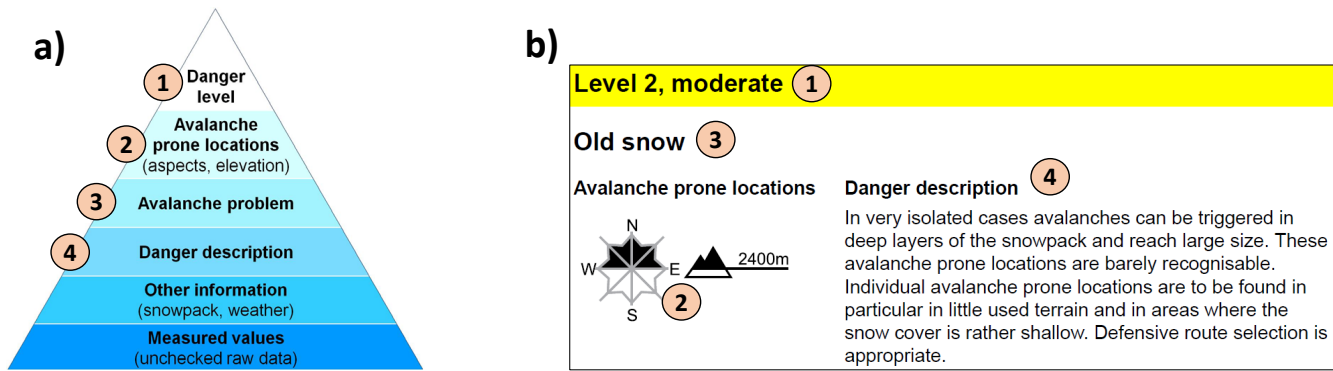 a)
1
Danger
level
2
Avalanche
prone locations
(aspects, elevation)
3
Avalanche problem
4
Danger description
Other information
(snowpack, weather)
Measured values
(unchecked raw data)
b)
Level 2, moderate 1
Old snow 3
Avalanche prone locations
N
W E
S
2400m
2
Danger description 4
In very isolated cases avalanches can be triggered in
deep layers of the snowpack and reach large size. These
avalanche prone locations are barely recognisable.
Individual avalanche prone locations are to be found in
particular in little used terrain and in areas where the
snow cover is rather shallow. Defensive route selection is
appropriate.